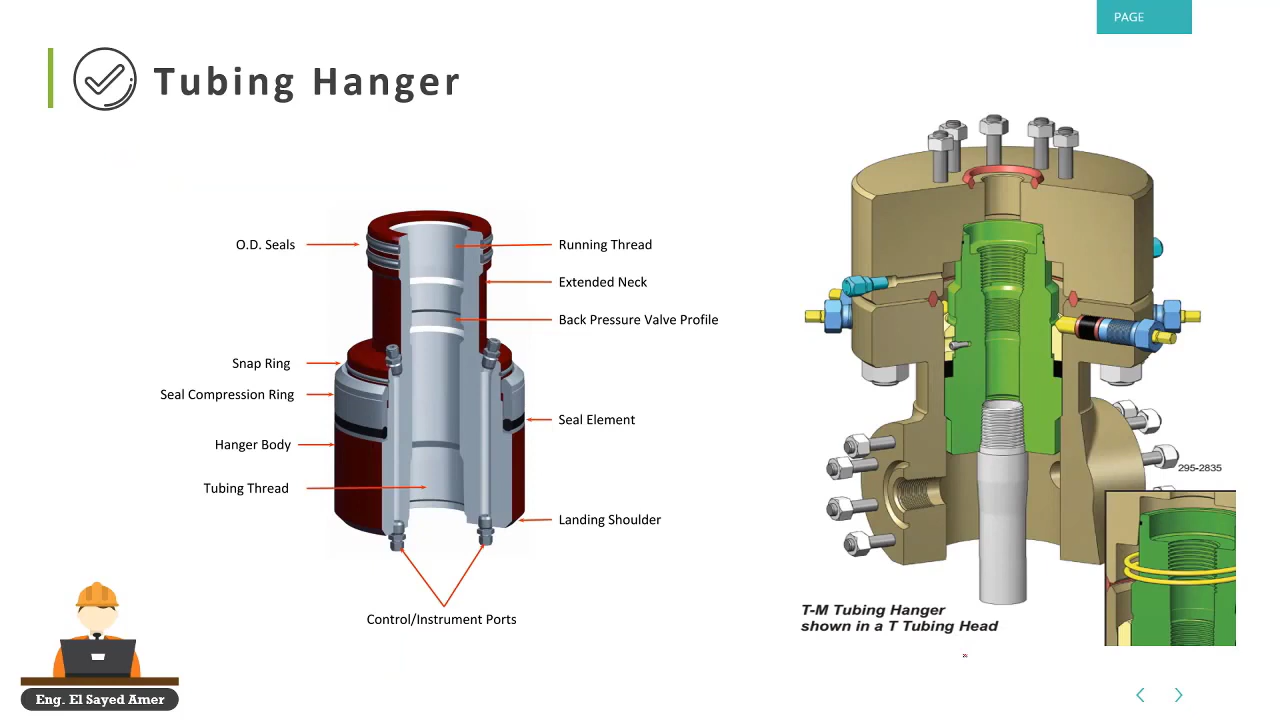 PAGE
Tubing Hanger
O.D. Seals
Running Thread
Extended Neck
Back Pressure Valve Profile
Snap Ring
Seal Compression Ring
Seal Element
Hanger Body
Tubing Thread
Landing Shoulder
Control/Instrument Ports
295-2835
T-M Tubing Hanger
shown in a T Tubing Head
Eng. El Sayed Amer